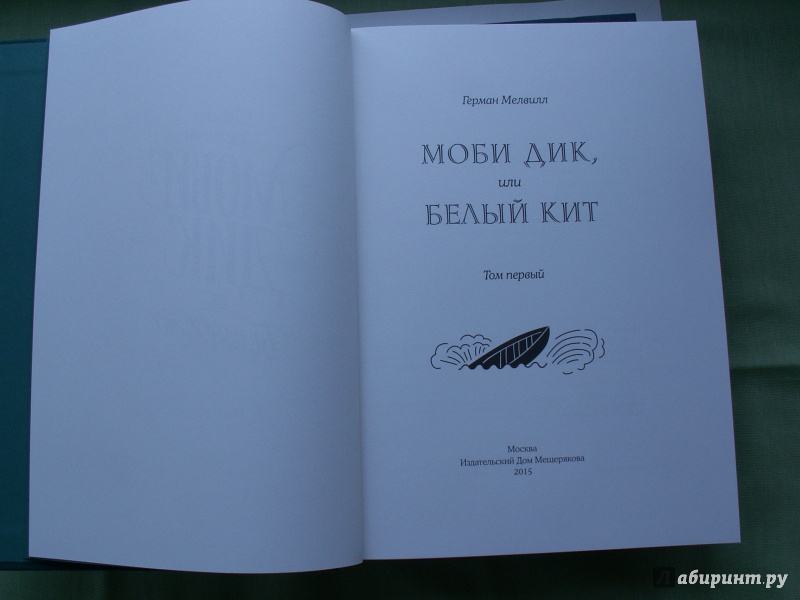 Герман Мелвилл
МОБИ ДИК,
или
БЕЛЫЙ КИТ
Том первый
Москва
Издательский Дом Мещерякова
2015
Лабиринт.ру